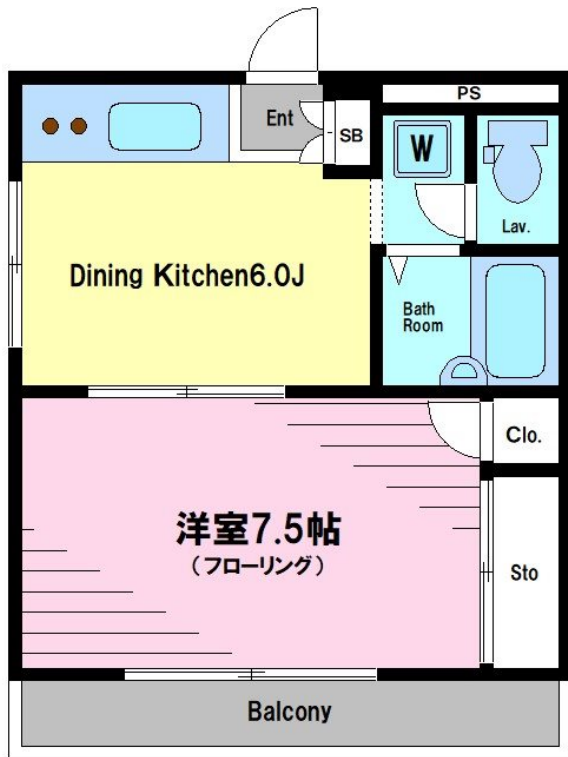 PS
Ent
SB
W
Lav.
Dining Kitchen6.0J
Bath
Room
Clo.
洋室7.5帖
（フローリング）
Sto
Balcony